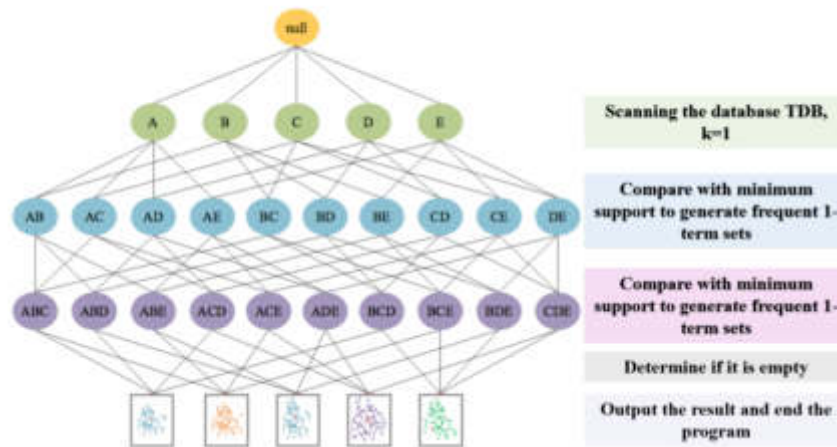 null
A B C D E
Scanning the database TDB,
k=1
AB AC AD AE BC BD BE CD CE DE
Compare with minimum
support to generate frequent 1-
term sets
ABC ABD ABE ACD ACE ADE BCD BCE BDE CDE
Compare with minimum
support to generate frequent 1-
term sets
Determine if it is empty
Output the result and end the
program